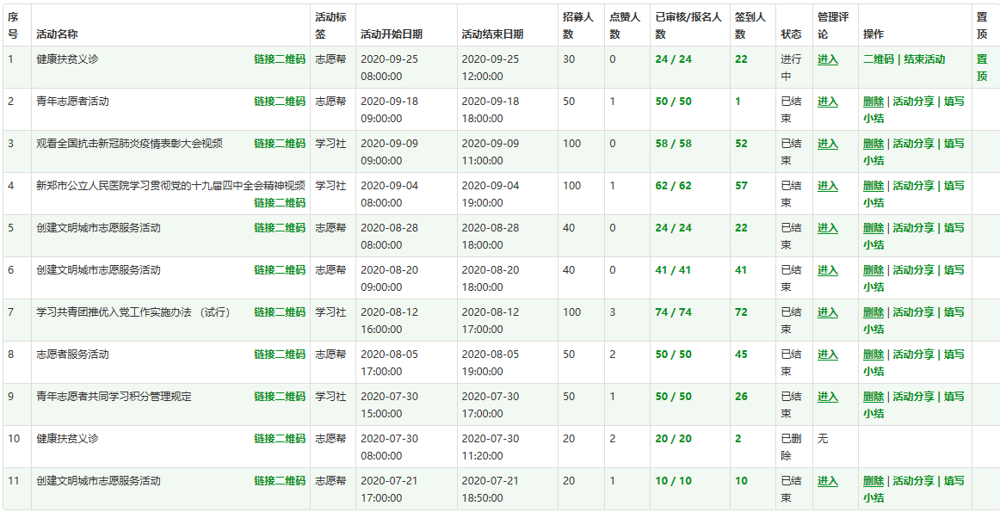 序号 活动名称 活动标签 活动开始日期 活动结束日期 招募人数 点赞人数 已审核/报名人数 签到人数 状态 管理评论 操作 置顶
1 健康扶贫义诊 链接二维码 志愿帮 2020-09-25 08:00:00 2020-09-25 12:00:00 30 0 24 / 24 22 进行中 进入 二维码 | 结束活动 置顶
2 青年志愿者活动 链接二维码 志愿帮 2020-09-18 09:00:00 2020-09-18 18:00:00 50 1 50 / 50 1 已结束 进入 删除 | 活动分享 | 填写小结
3 观看全国抗击新冠肺炎疫情表彰大会视频 链接二维码 学习社 2020-09-09 09:00:00 2020-09-09 11:00:00 100 0 58 / 58 52 已结束 进入 删除 | 活动分享 | 填写小结
4 新郑市公立人民医院学习贯彻党的十九届四中全会精神视频 链接二维码 学习社 2020-09-04 08:00:00 2020-09-04 19:00:00 100 1 62 / 62 57 已结束 进入 删除 | 活动分享 | 填写小结
5 创建文明城市志愿服务活动 链接二维码 志愿帮 2020-08-28 08:00:00 2020-08-28 18:00:00 40 0 24 / 24 22 已结束 进入 删除 | 活动分享 | 填写小结
6 创建文明城市志愿服务活动 链接二维码 志愿帮 2020-08-20 09:00:00 2020-08-20 18:00:00 40 0 41 / 41 41 已结束 进入 删除 | 活动分享 | 填写小结
7 学习共青团推优入党工作实施办法 （试行） 链接二维码 学习社 2020-08-12 16:00:00 2020-08-12 17:00:00 100 3 74 / 74 72 已结束 进入 删除 | 活动分享 | 填写小结
8 志愿者服务活动 链接二维码 志愿帮 2020-08-05 17:00:00 2020-08-05 19:00:00 50 2 50 / 50 45 已结束 进入 删除 | 活动分享 | 填写小结
9 青年志愿者共同学习积分管理规定 链接二维码 学习社 2020-07-30 15:00:00 2020-07-30 17:00:00 50 1 50 / 50 26 已结束 进入 删除 | 活动分享 | 填写小结
10 健康扶贫义诊 链接二维码 志愿帮 2020-07-30 08:00:00 2020-07-30 11:20:00 20 2 20 / 20 2 已删除 无
11 创建文明城市志愿服务活动 链接二维码 志愿帮 2020-07-21 17:00:00 2020-07-21 18:50:00 20 1 10 / 10 10 已结束 进入 删除 | 活动分享 | 填写小结